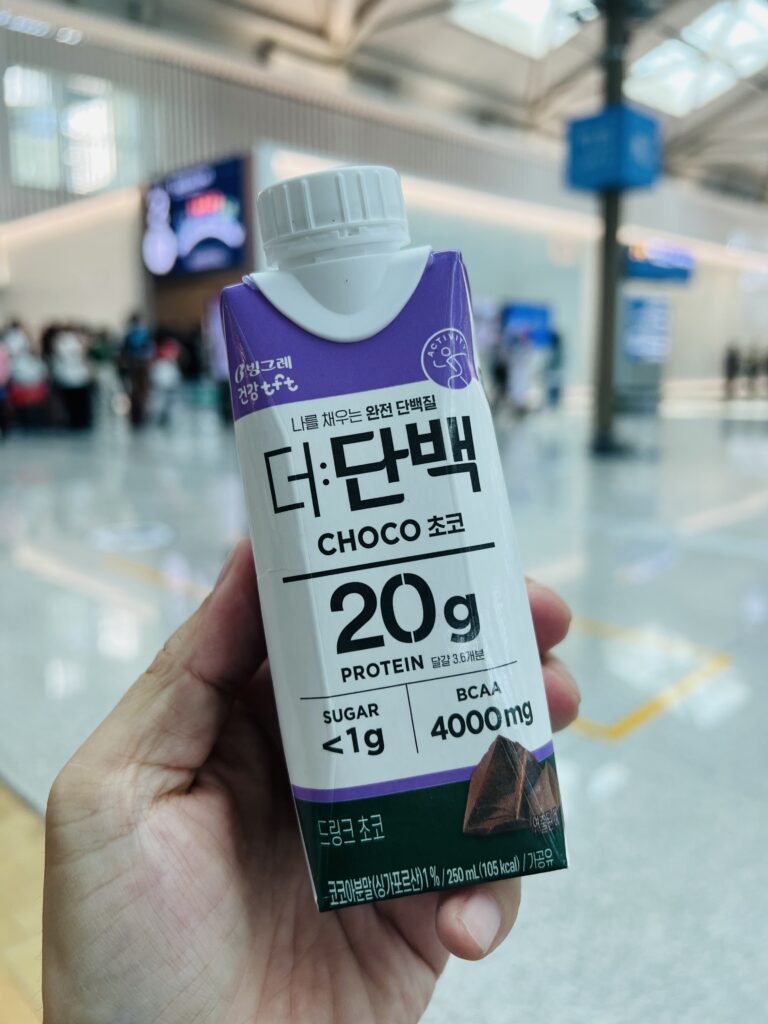 ACTIVITY
빙그레
건강 tft
나를 채우는 완전 단백질
더:단백
CHOCO 초코
20g
PROTEIN 달걀 3.6개분
SUGAR
<1g
BCAA
4000mg
드링크 초코
코코아분말(싱가포르산)1% / 250 mL(105 kcal) / 가공유